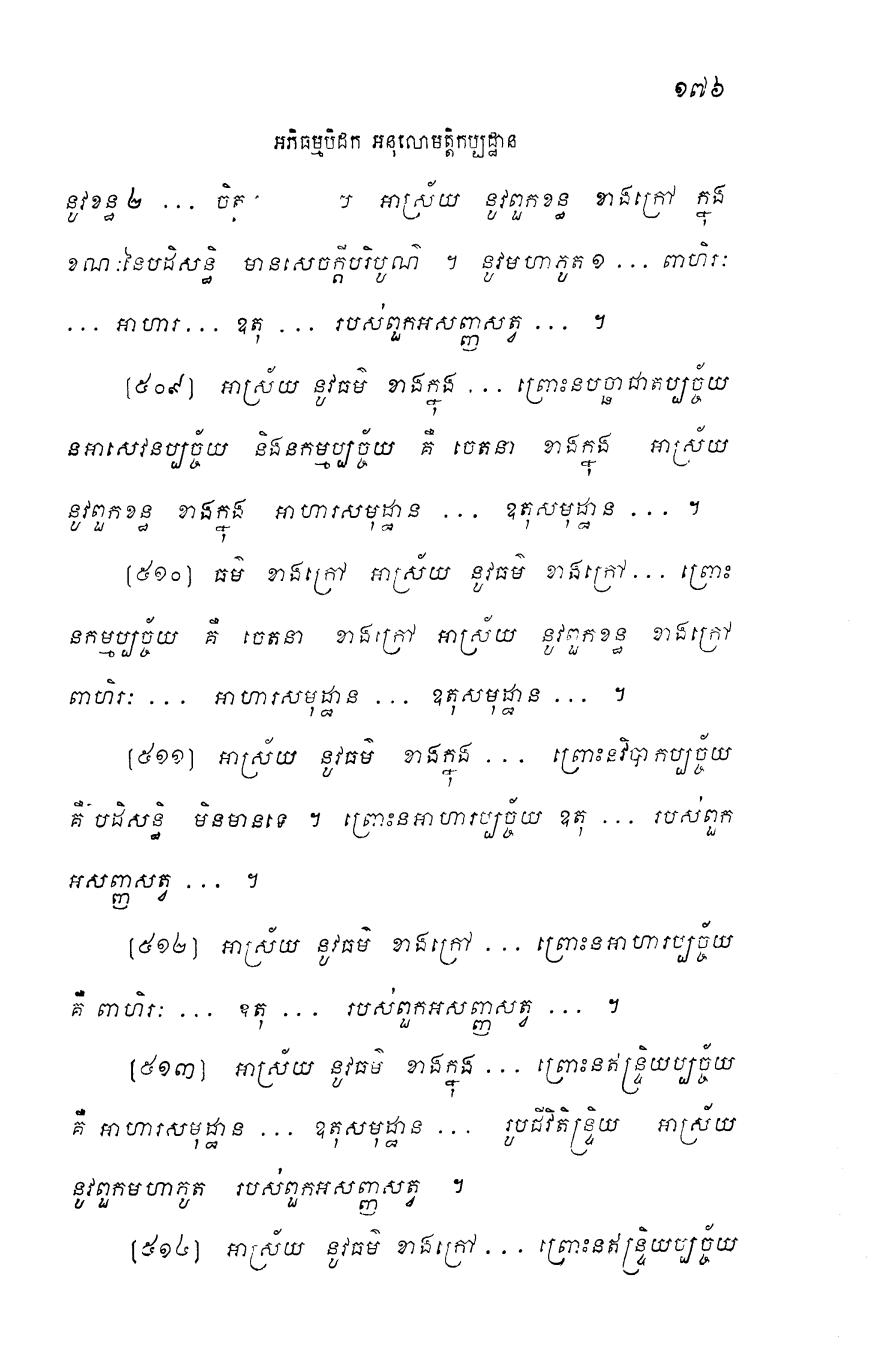 ១៧៦
អភិធម្មបិដក អនុលោមត្តិកប្បដ្ឋាន
នូវខន្ធ ២ ... ចិត្ត ។ អាស្រ័យ នូវពួកខន្ធ ខាងក្រៅ ក្នុង
ខណៈនៃបដិសន្ធិ មានសេចក្តីបរិបូណ៌ ។ នូវមហាភូត ១ ... ពាហិរៈ
... អាហារ ... ឧតុ ... របស់ពួកអសញ្ញសត្វ ... ។
(៥០៩) អាស្រ័យ នូវធម៌ ខាងក្នុង ... ព្រោះនបច្ឆាជាតប្បច្ច័យ
នអាសេវនប្បច្ច័យ និងនកម្មប្បច្ច័យ គឺ ចេតនា ខាងក្នុង អាស្រ័យ
នូវពួកខន្ធ ខាងក្នុង អាហារសមុដ្ឋាន ... ឧតុសមុដ្ឋាន ... ។
(៥១០) ធម៌ ខាងក្រៅ អាស្រ័យ នូវធម៌ ខាងក្រៅ ... ព្រោះ
នកម្មប្បច្ច័យ គឺ ចេតនា ខាងក្រៅ អាស្រ័យ នូវពួកខន្ធ ខាងក្រៅ
ពាហិរៈ ... អាហារសមុដ្ឋាន ... ឧតុសមុដ្ឋាន ... ។
(៥១១) អាស្រ័យ នូវធម៌ ខាងក្នុង ... ព្រោះនវិបាកប្បច្ច័យ
គឺ បដិសន្ធិ មិនមានទេ ។ ព្រោះនអាហារប្បច្ច័យ ឧតុ ... របស់ពួក
អសញ្ញសត្វ ... ។
(៥១២) អាស្រ័យ នូវធម៌ ខាងក្រៅ ... ព្រោះនអាហារប្បច្ច័យ
គឺ ពាហិរៈ ... ឧតុ ... របស់ពួកអសញ្ញសត្វ ... ។
(៥១៣) អាស្រ័យ នូវធម៌ ខាងក្នុង ... ព្រោះនឥន្ទ្រិយប្បច្ច័យ
គឺ អាហារសមុដ្ឋាន ... ឧតុសមុដ្ឋាន ... រូបជីវិតិន្ទ្រិយ អាស្រ័យ
នូវពួកមហាភូត របស់ពួកអសញ្ញសត្វ ។
(៥១៤) អាស្រ័យ នូវធម៌ ខាងក្រៅ ... ព្រោះនឥន្ទ្រិយប្បច្ច័យ